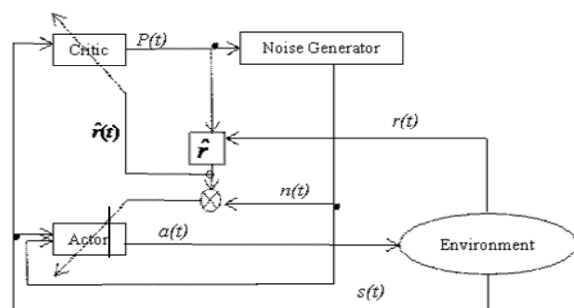 Critic
P(t)
Noise Generator
r̂(t)
r̂
r(t)
n(t)
Actor
a(t)
Environment
s(t)